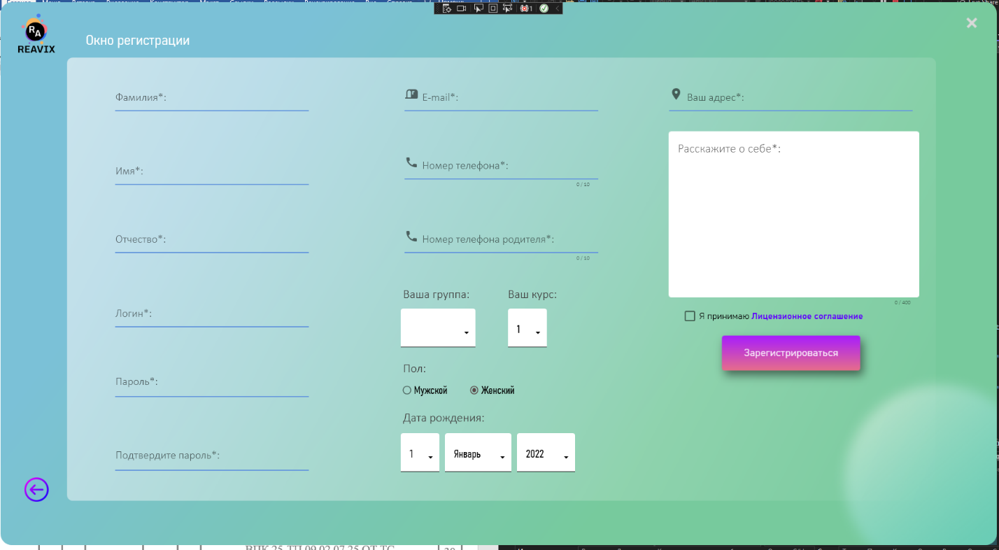 RA
REAVIX
Окно регистрации
Фамилия*:
Имя*:
Отчество*:
Логин*:
Пароль*:
Подтвердите пароль*:
E-mail*:
Номер телефона*:
0 / 10
Номер телефона родителя*:
0 / 10
Ваша группа:
Ваш курс:
1
Пол:
Мужской
Женский
Дата рождения:
1
Январь
2022
Ваш адрес*:
Расскажите о себе*:
0 / 400
Я принимаю Лицензионное соглашение
Зарегистрироваться